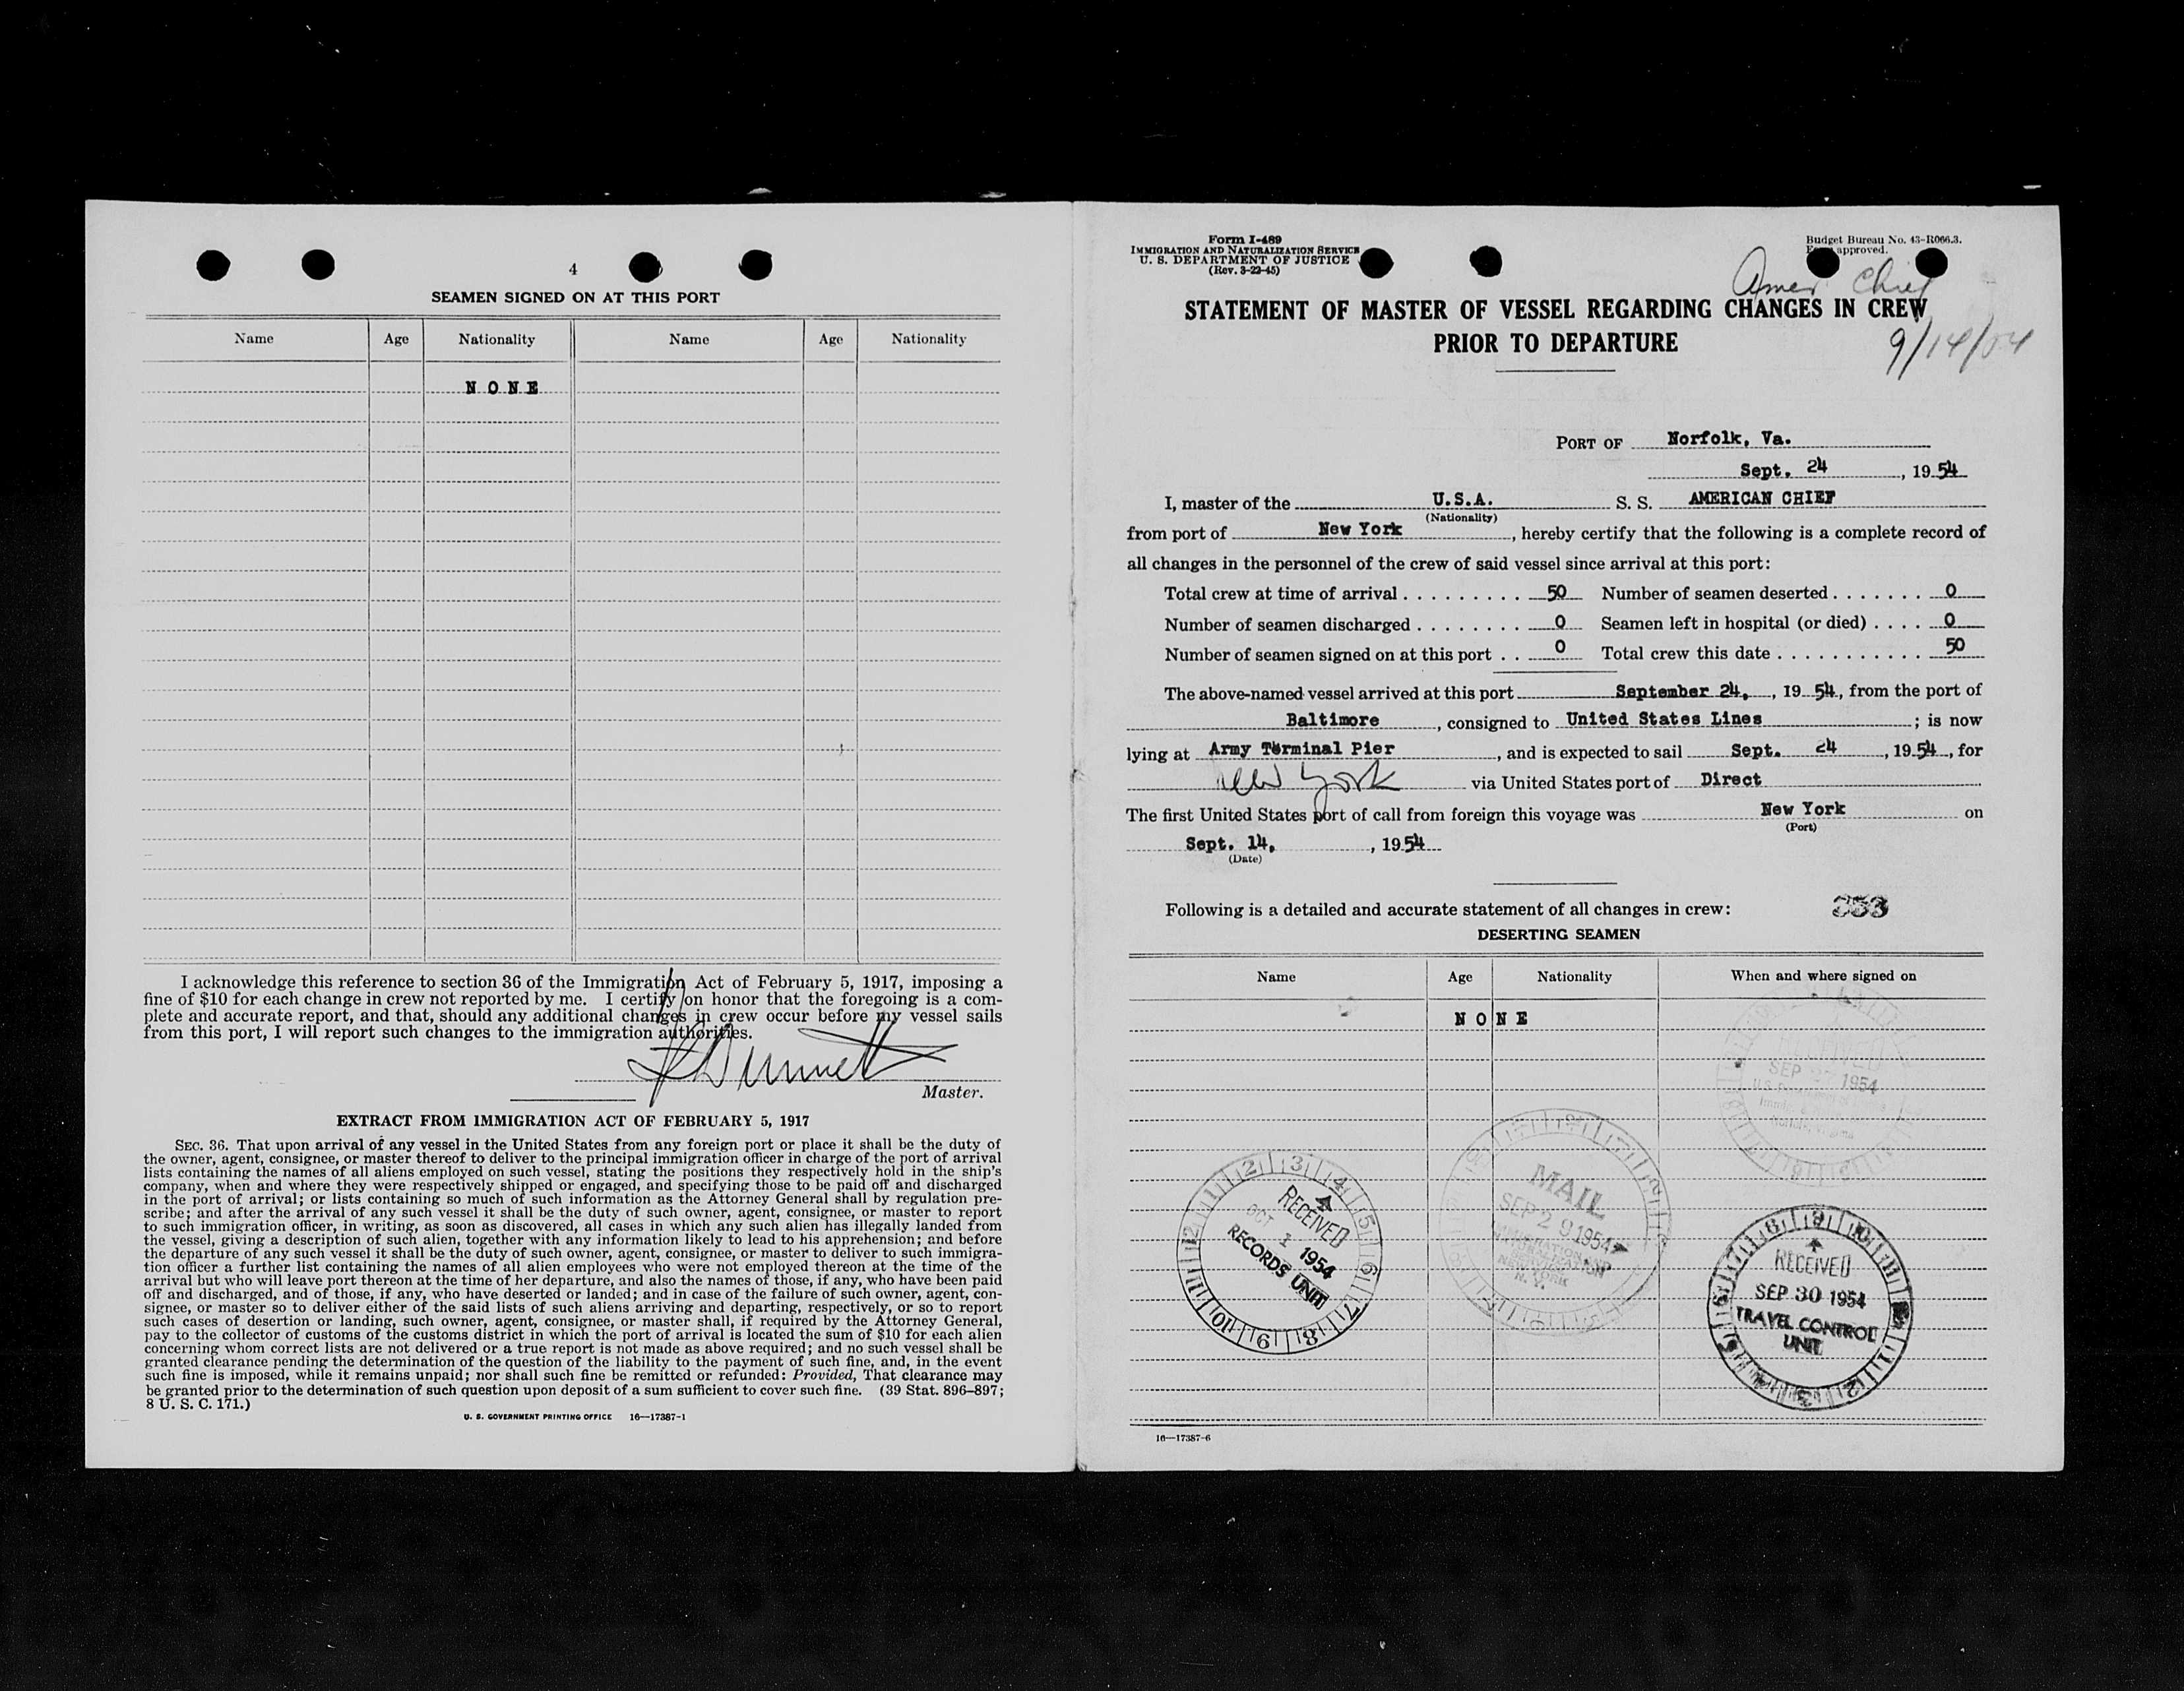 4
SEAMEN SIGNED ON AT THIS PORT
Name Age Nationality Name Age Nationality
NONE
I acknowledge this reference to section 36 of the Immigration Act of February 5, 1917, imposing a
fine of $10 for each change in crew not reported by me. I certify on honor that the foregoing is a com-
plete and accurate report, and that, should any additional changes in crew occur before my vessel sails
from this port, I will report such changes to the immigration authorities.
Master.
EXTRACT FROM IMMIGRATION ACT OF FEBRUARY 5, 1917
SEC. 36. That upon arrival of any vessel in the United States from any foreign port or place it shall be the duty of
the owner, agent, consignee, or master thereof to deliver to the principal immigration officer in charge of the port of arrival
lists containing the names of all aliens employed on such vessel, stating the positions they respectively hold in the ship's
company, when and where they were respectively shipped or engaged, and specifying those to be paid off and discharged
in the port of arrival; or lists containing so much of such information as the Attorney General shall by regulation pre-
scribe; and after the arrival of any such vessel it shall be the duty of such owner, agent, consignee, or master to report
to such immigration officer, in writing, as soon as discovered, all cases in which any such alien has illegally landed from
the vessel, giving a description of such alien, together with any information likely to lead to his apprehension; and before
the departure of any such vessel it shall be the duty of such owner, agent, consignee, or master to deliver to such immigra-
tion officer a further list containing the names of all alien employees who were not employed thereon at the time of the
arrival but who will leave port thereon at the time of her departure, and also the names of those, if any, who have been paid
off and discharged, and of those, if any, who have deserted or landed; and in case of the failure of such owner, agent, con-
signee, or master so to deliver either of the said lists of such aliens arriving and departing, respectively, or so to report
such cases of desertion or landing, such owner, agent, consignee, or master shall, if required by the Attorney General,
pay to the collector of customs of the customs district in which the port of arrival is located the sum of $10 for each alien
concerning whom correct lists are not delivered or a true report is not made as above required; and no such vessel shall be
granted clearance pending the determination of the question of the liability to the payment of such fine, and, in the event
such fine is imposed, while it remains unpaid; nor shall such fine be remitted or refunded: Provided, That clearance may
be granted prior to the determination of such question upon deposit of a sum sufficient to cover such fine. (39 Stat. 896–897;
8 U. S. C. 171.)
U. S. GOVERNMENT PRINTING OFFICE 16—17387-1
Form I-489
IMMIGRATION AND NATURALIZATION SERVICE
U. S. DEPARTMENT OF JUSTICE
(Rev. 3-22-45)
Budget Bureau No. 43-R066.3.
approved.
Amer Chief
STATEMENT OF MASTER OF VESSEL REGARDING CHANGES IN CREW
PRIOR TO DEPARTURE
9/14/54
PORT OF Norfolk, Va.
Sept. 24, 1954
I, master of the U.S.A. S. S. AMERICAN CHIEF
(Nationality)
from port of New York, hereby certify that the following is a complete record of
all changes in the personnel of the crew of said vessel since arrival at this port:
Total crew at time of arrival . . . . . . . . . 50 Number of seamen deserted . . . . . . . 0
Number of seamen discharged . . . . . . . . 0 Seamen left in hospital (or died) . . . . 0
Number of seamen signed on at this port . . 0 Total crew this date . . . . . . . . . . . 50
The above-named vessel arrived at this port September 24, , 1954, from the port of
Baltimore, consigned to United States Lines; is now
lying at Army Terminal Pier, and is expected to sail Sept. 24, 1954, for
New York via United States port of Direct
The first United States port of call from foreign this voyage was New York on
(Port)
Sept. 14, , 1954
(Date)
Following is a detailed and accurate statement of all changes in crew: 353
DESERTING SEAMEN
Name Age Nationality When and where signed on
NONE
RECEIVED
SEP 1954
RECEIVED
OCT 1 1954
RECORDS UNIT
MAIL
SEP 29 1954
IMMIGRATION AND
NATURALIZATION
NEW YORK
N. Y.
RECEIVED
SEP 30 1954
TRAVEL CONTROL
UNIT
16—17387-6